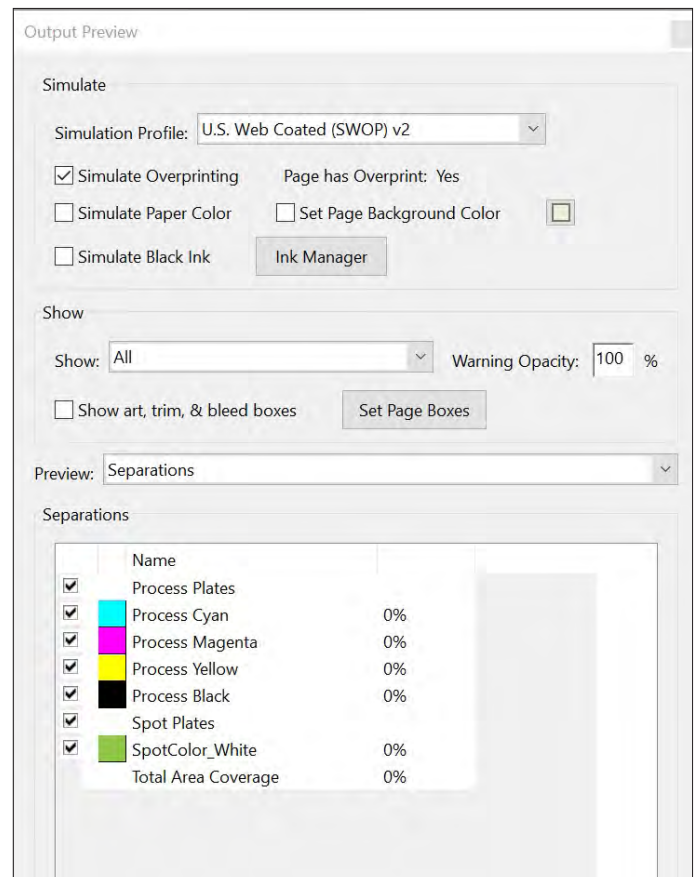 Output Preview
Simulate
Simulation Profile: U.S. Web Coated (SWOP) v2
Simulate Overprinting Page has Overprint: Yes
Simulate Paper Color Set Page Background Color
Simulate Black Ink Ink Manager
Show
Show: All Warning Opacity: 100 %
Show art, trim, & bleed boxes Set Page Boxes
Preview: Separations
Separations
Name
Process Plates
Process Cyan 0%
Process Magenta 0%
Process Yellow 0%
Process Black 0%
Spot Plates
SpotColor_White 0%
Total Area Coverage 0%